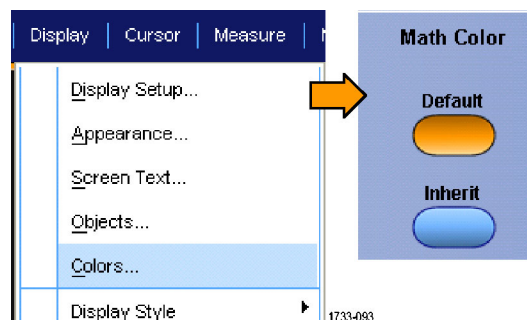 Display Cursor Measure
Display Setup...
Appearance...
Screen Text...
Objects...
Colors...
Display Style
Math Color
Default
Inherit
1733-093